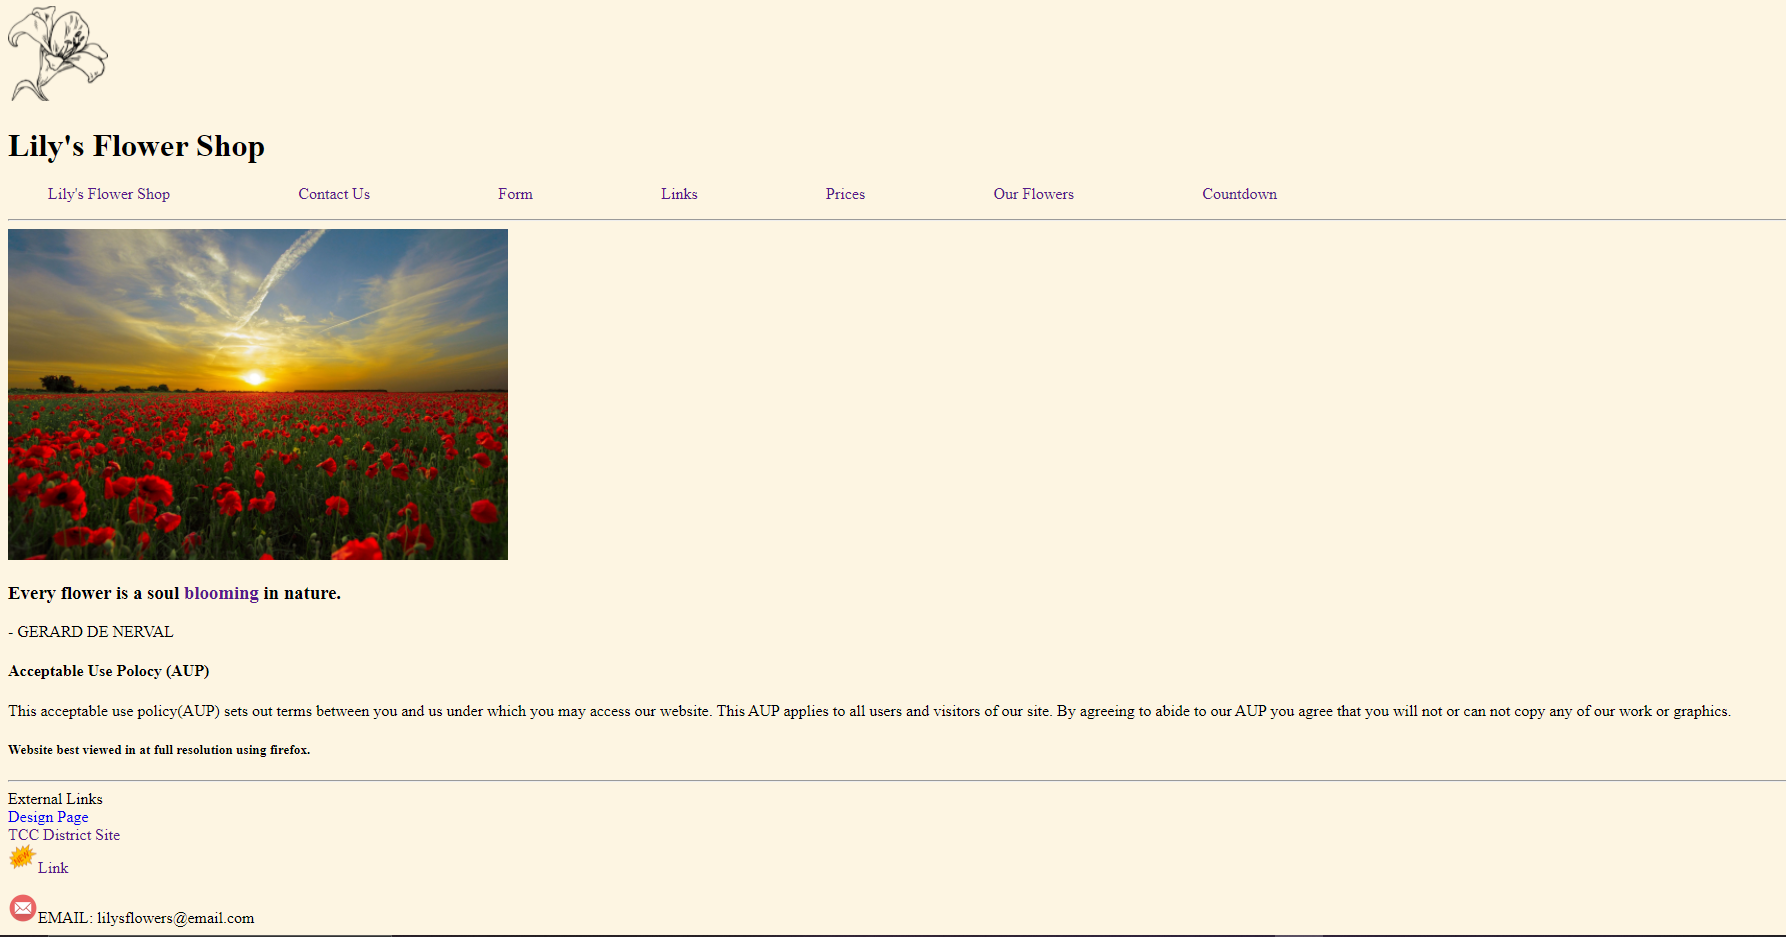 Lily's Flower Shop
Lily's Flower Shop Contact Us Form Links Prices Our Flowers Countdown
Every flower is a soul blooming in nature.
- GERARD DE NERVAL
Acceptable Use Polocy (AUP)
This acceptable use policy(AUP) sets out terms between you and us under which you may access our website. This AUP applies to all users and visitors of our site. By agreeing to abide to our AUP you agree that you will not or can not copy any of our work or graphics.
Website best viewed in at full resolution using firefox.
External Links
Design Page
TCC District Site
NEW Link
EMAIL: lilysflowers@email.com